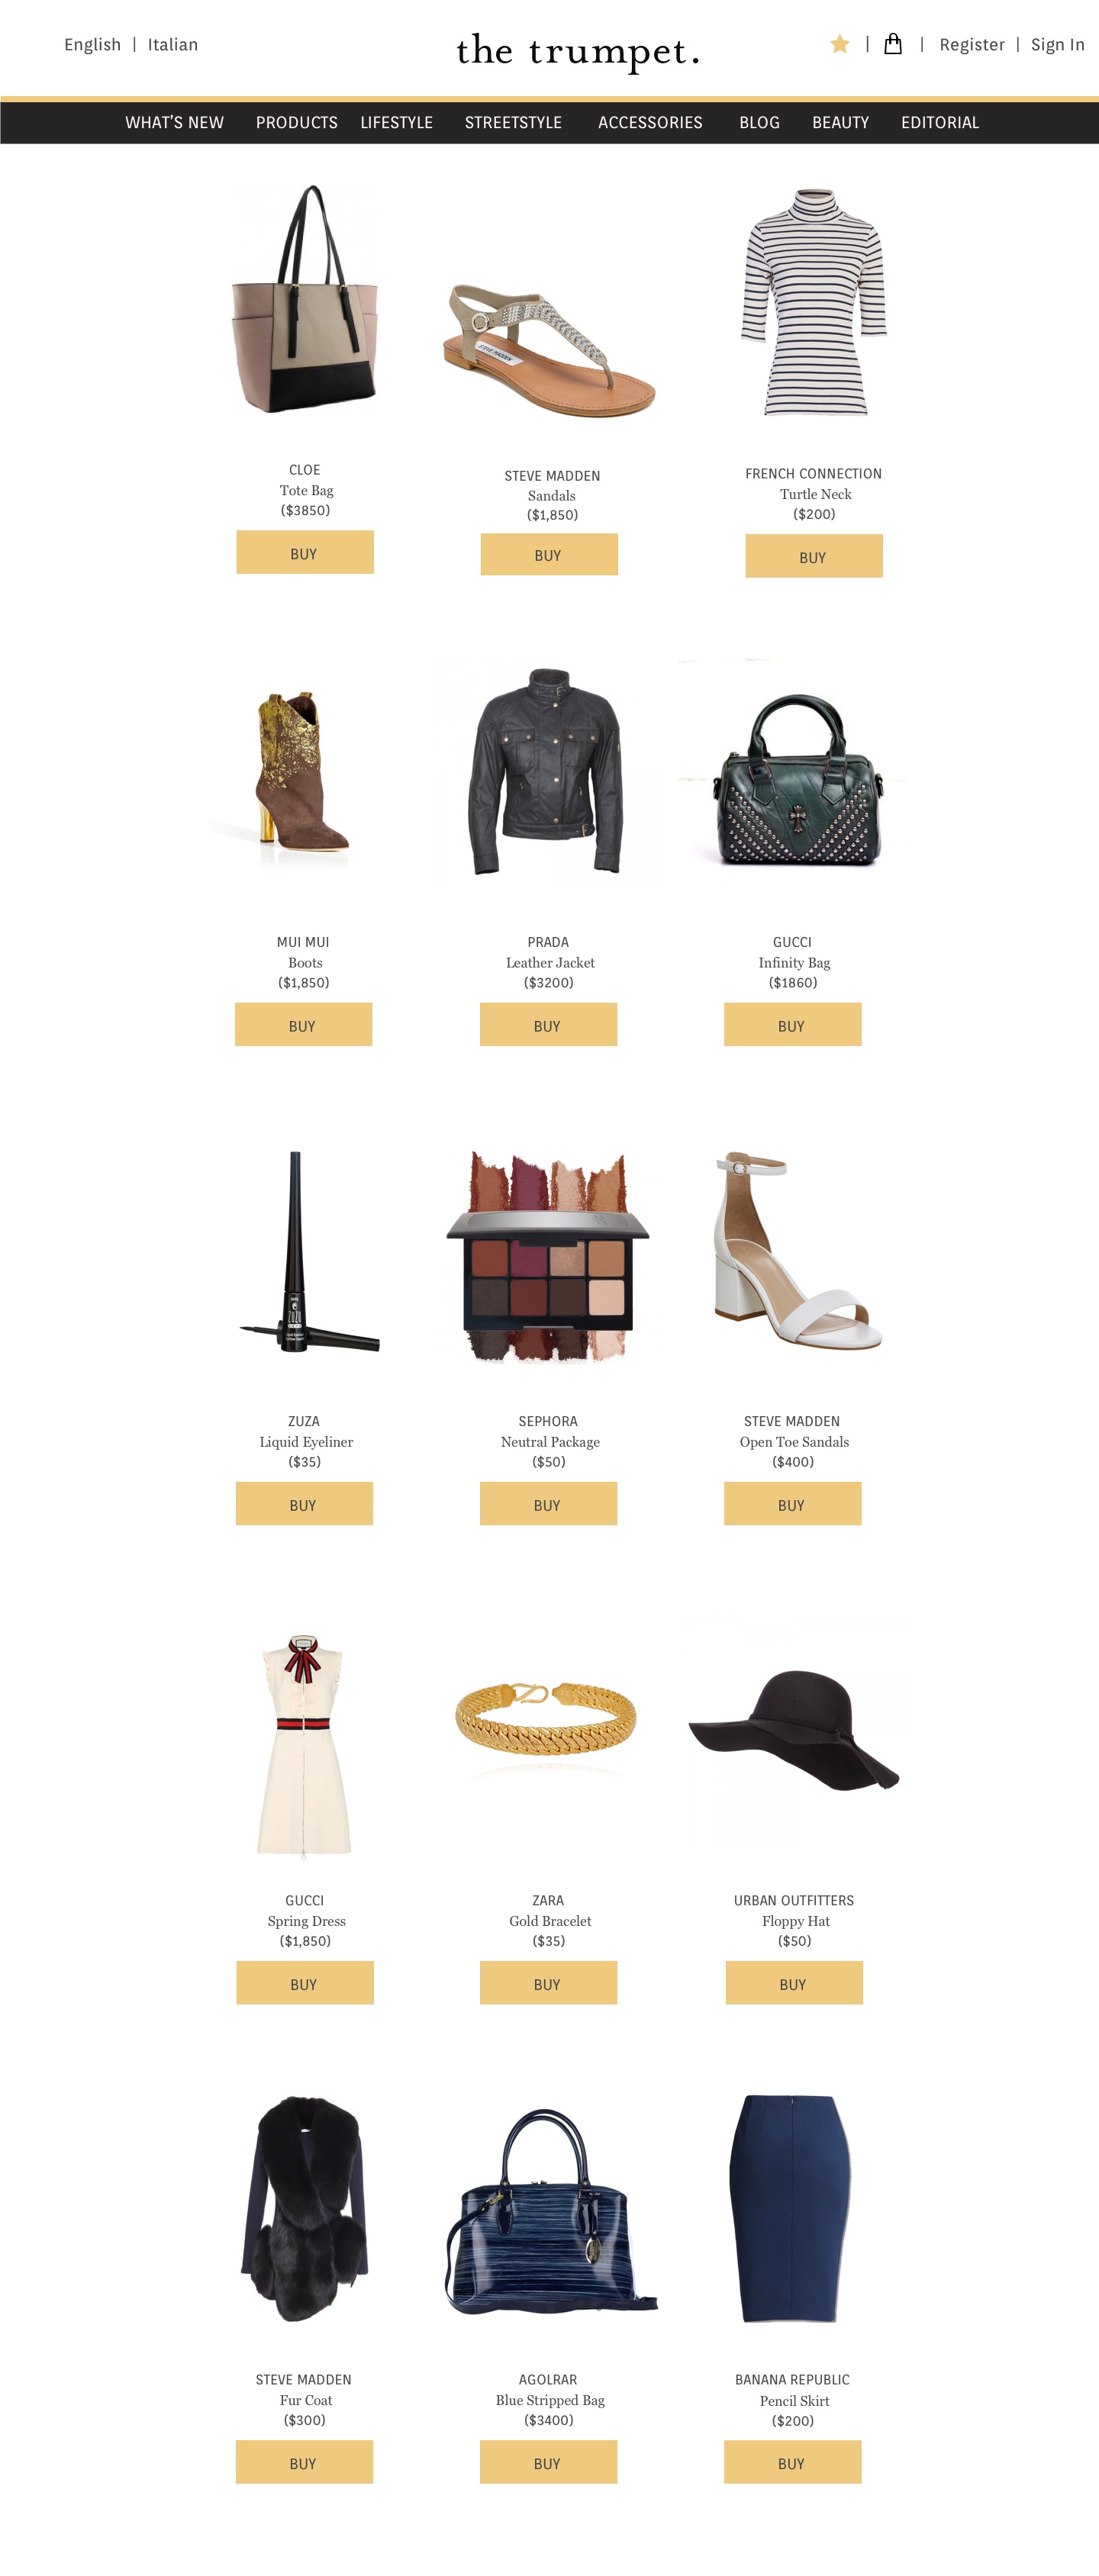 English | Italian
the trumpet.
| | Register | Sign In
WHAT'S NEW PRODUCTS LIFESTYLE STREETSTYLE ACCESSORIES BLOG BEAUTY EDITORIAL
STEVE MADDEN
CLOE
Tote Bag
($3850)
BUY
STEVE MADDEN
Sandals
($1,850)
BUY
FRENCH CONNECTION
Turtle Neck
($200)
BUY
MUI MUI
Boots
($1,850)
BUY
PRADA
Leather Jacket
($3200)
BUY
GUCCI
Infinity Bag
($1860)
BUY
ZUZA
Liquid Eyeliner
($35)
BUY
SEPHORA
Neutral Package
($50)
BUY
STEVE MADDEN
Open Toe Sandals
($400)
BUY
GUCCI
Spring Dress
($1,850)
BUY
ZARA
Gold Bracelet
($35)
BUY
URBAN OUTFITTERS
Floppy Hat
($50)
BUY
STEVE MADDEN
Fur Coat
($300)
BUY
AGOLRAR
Blue Stripped Bag
($3400)
BUY
BANANA REPUBLIC
Pencil Skirt
($200)
BUY